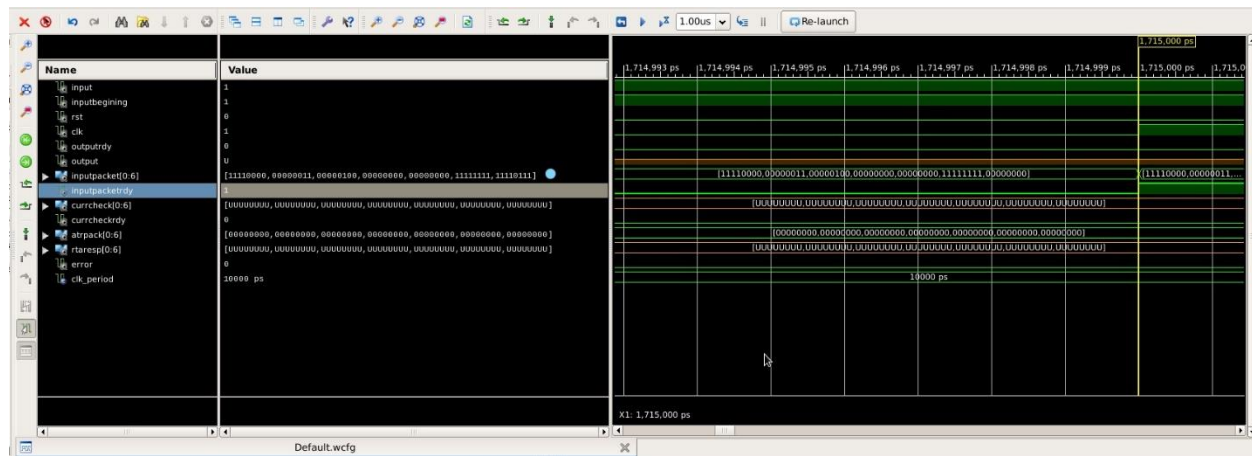 1.00us
Re-launch
1,715,000 ps
Name
Value
1,714,993 ps
1,714,994 ps
1,714,995 ps
1,714,996 ps
1,714,997 ps
1,714,998 ps
1,714,999 ps
1,715,000 ps
1,715,0
input
1
inputbegining
1
rst
0
clk
1
outputrdy
0
output
U
inputpacket[0:6]
[11110000,00000011,00000100,00000000,00000000,11111111,11110111]
[11110000,00000011,00000100,00000000,00000000,11111111,00000000]
[11110000,00000011,...
inputpacketrdy
1
currcheck[0:6]
[UUUUUUUU,UUUUUUUU,UUUUUUUU,UUUUUUUU,UUUUUUUU,UUUUUUUU,UUUUUUUU]
[UUUUUUUU,UUUUUUUU,UUUUUUUU,UUUUUUUU,UUUUUUUU,UUUUUUUU,UUUUUUUU]
currcheckrdy
0
atrpack[0:6]
[00000000,00000000,00000000,00000000,00000000,00000000,00000000]
[00000000,00000000,00000000,00000000,00000000,00000000,00000000]
rtaresp[0:6]
[UUUUUUUU,UUUUUUUU,UUUUUUUU,UUUUUUUU,UUUUUUUU,UUUUUUUU,UUUUUUUU]
[UUUUUUUU,UUUUUUUU,UUUUUUUU,UUUUUUUU,UUUUUUUU,UUUUUUUU,UUUUUUUU]
error
0
clk_period
10000 ps
10000 ps
X1: 1,715,000 ps
Default.wcfg